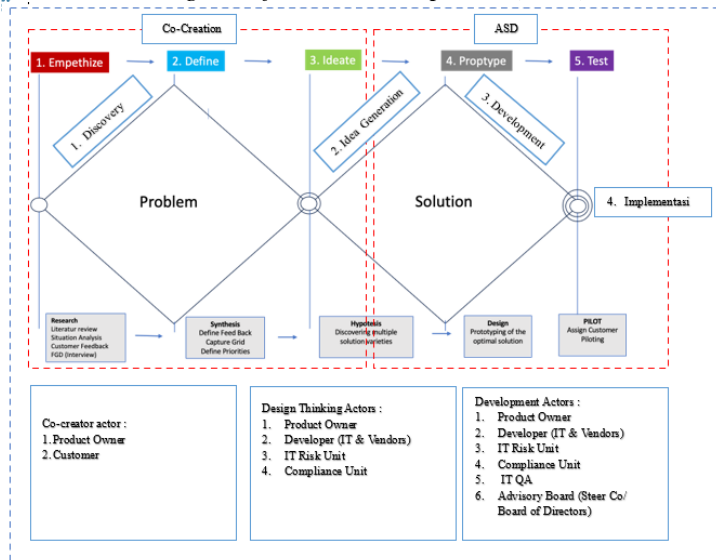 Co-Creation
ASD
1. Empethize
2. Define
3. Ideate
4. Proptype
5. Test
1. Discovery
2. Idea Generation
3. Development
Problem
Solution
4. Implementasi
Research
Literatur review
Situation Analysis
Customer Feedback
FGD (Interview)
Synthesis
Define Feed Back
Capture Grid
Define Priorities
Hypotekis
Discovering multiple
solution varieties
Design
Prototyping of the
optimal solution
PILOT
Assign Customer
Piloting
Co-creator actor :
1. Product Owner
2. Customer
Design Thinking Actors :
1. Product Owner
2. Developer (IT & Vendors)
3. IT Risk Unit
4. Compliance Unit
Development Actors :
1. Product Owner
2. Developer (IT & Vendors)
3. IT Risk Unit
4. Compliance Unit
5. IT QA
6. Advisory Board (Steer Co/
Board of Directors)